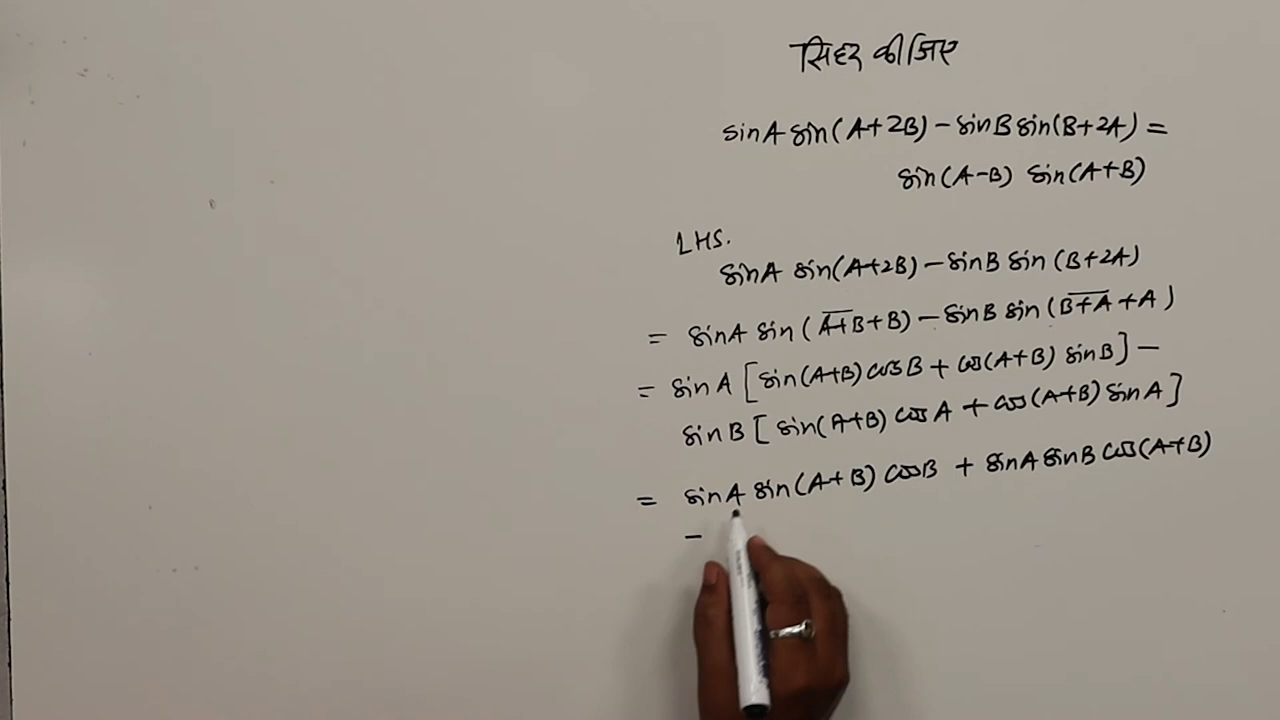 सिद्ध कीजिए
sinA sin(A+2B) - sinB sin(B+2A) =
sin(A-B) sin(A+B)
LHS.
sinA sin(A+2B) - sinB sin (B+2A)
= sinA sin (A+B+B) - sinB sin (B+A+A)
= sinA [sin(A+B) cosB + cos(A+B) sinB] -
sinB [sin(A+B) cosA + cos(A+B) sinA]
= sinA sin(A+B) cosB + sinA sinB cos(A+B)
-